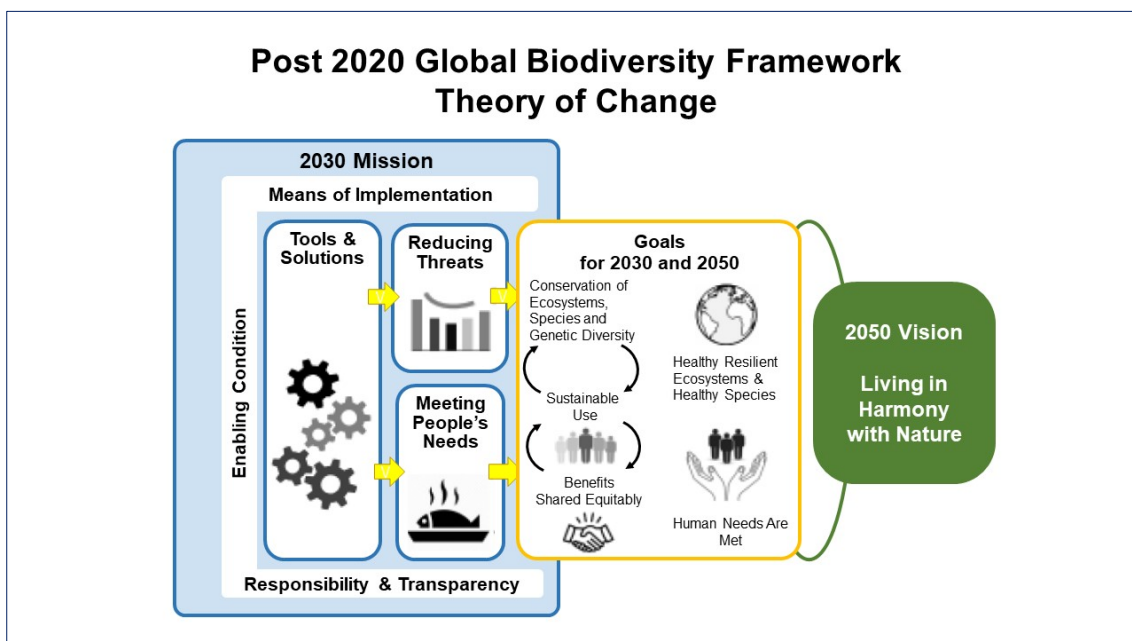 Post 2020 Global Biodiversity Framework
Theory of Change
2030 Mission
Means of Implementation
Enabling Condition
Tools &
Solutions
Reducing
Threats
Meeting
People's
Needs
Goals
for 2030 and 2050
Conservation of
Ecosystems,
Species and
Genetic Diversity
Sustainable
Use
Benefits
Shared Equitably
Healthy Resilient
Ecosystems &
Healthy Species
Human Needs Are
Met
2050 Vision
Living in
Harmony
with Nature
Responsibility & Transparency